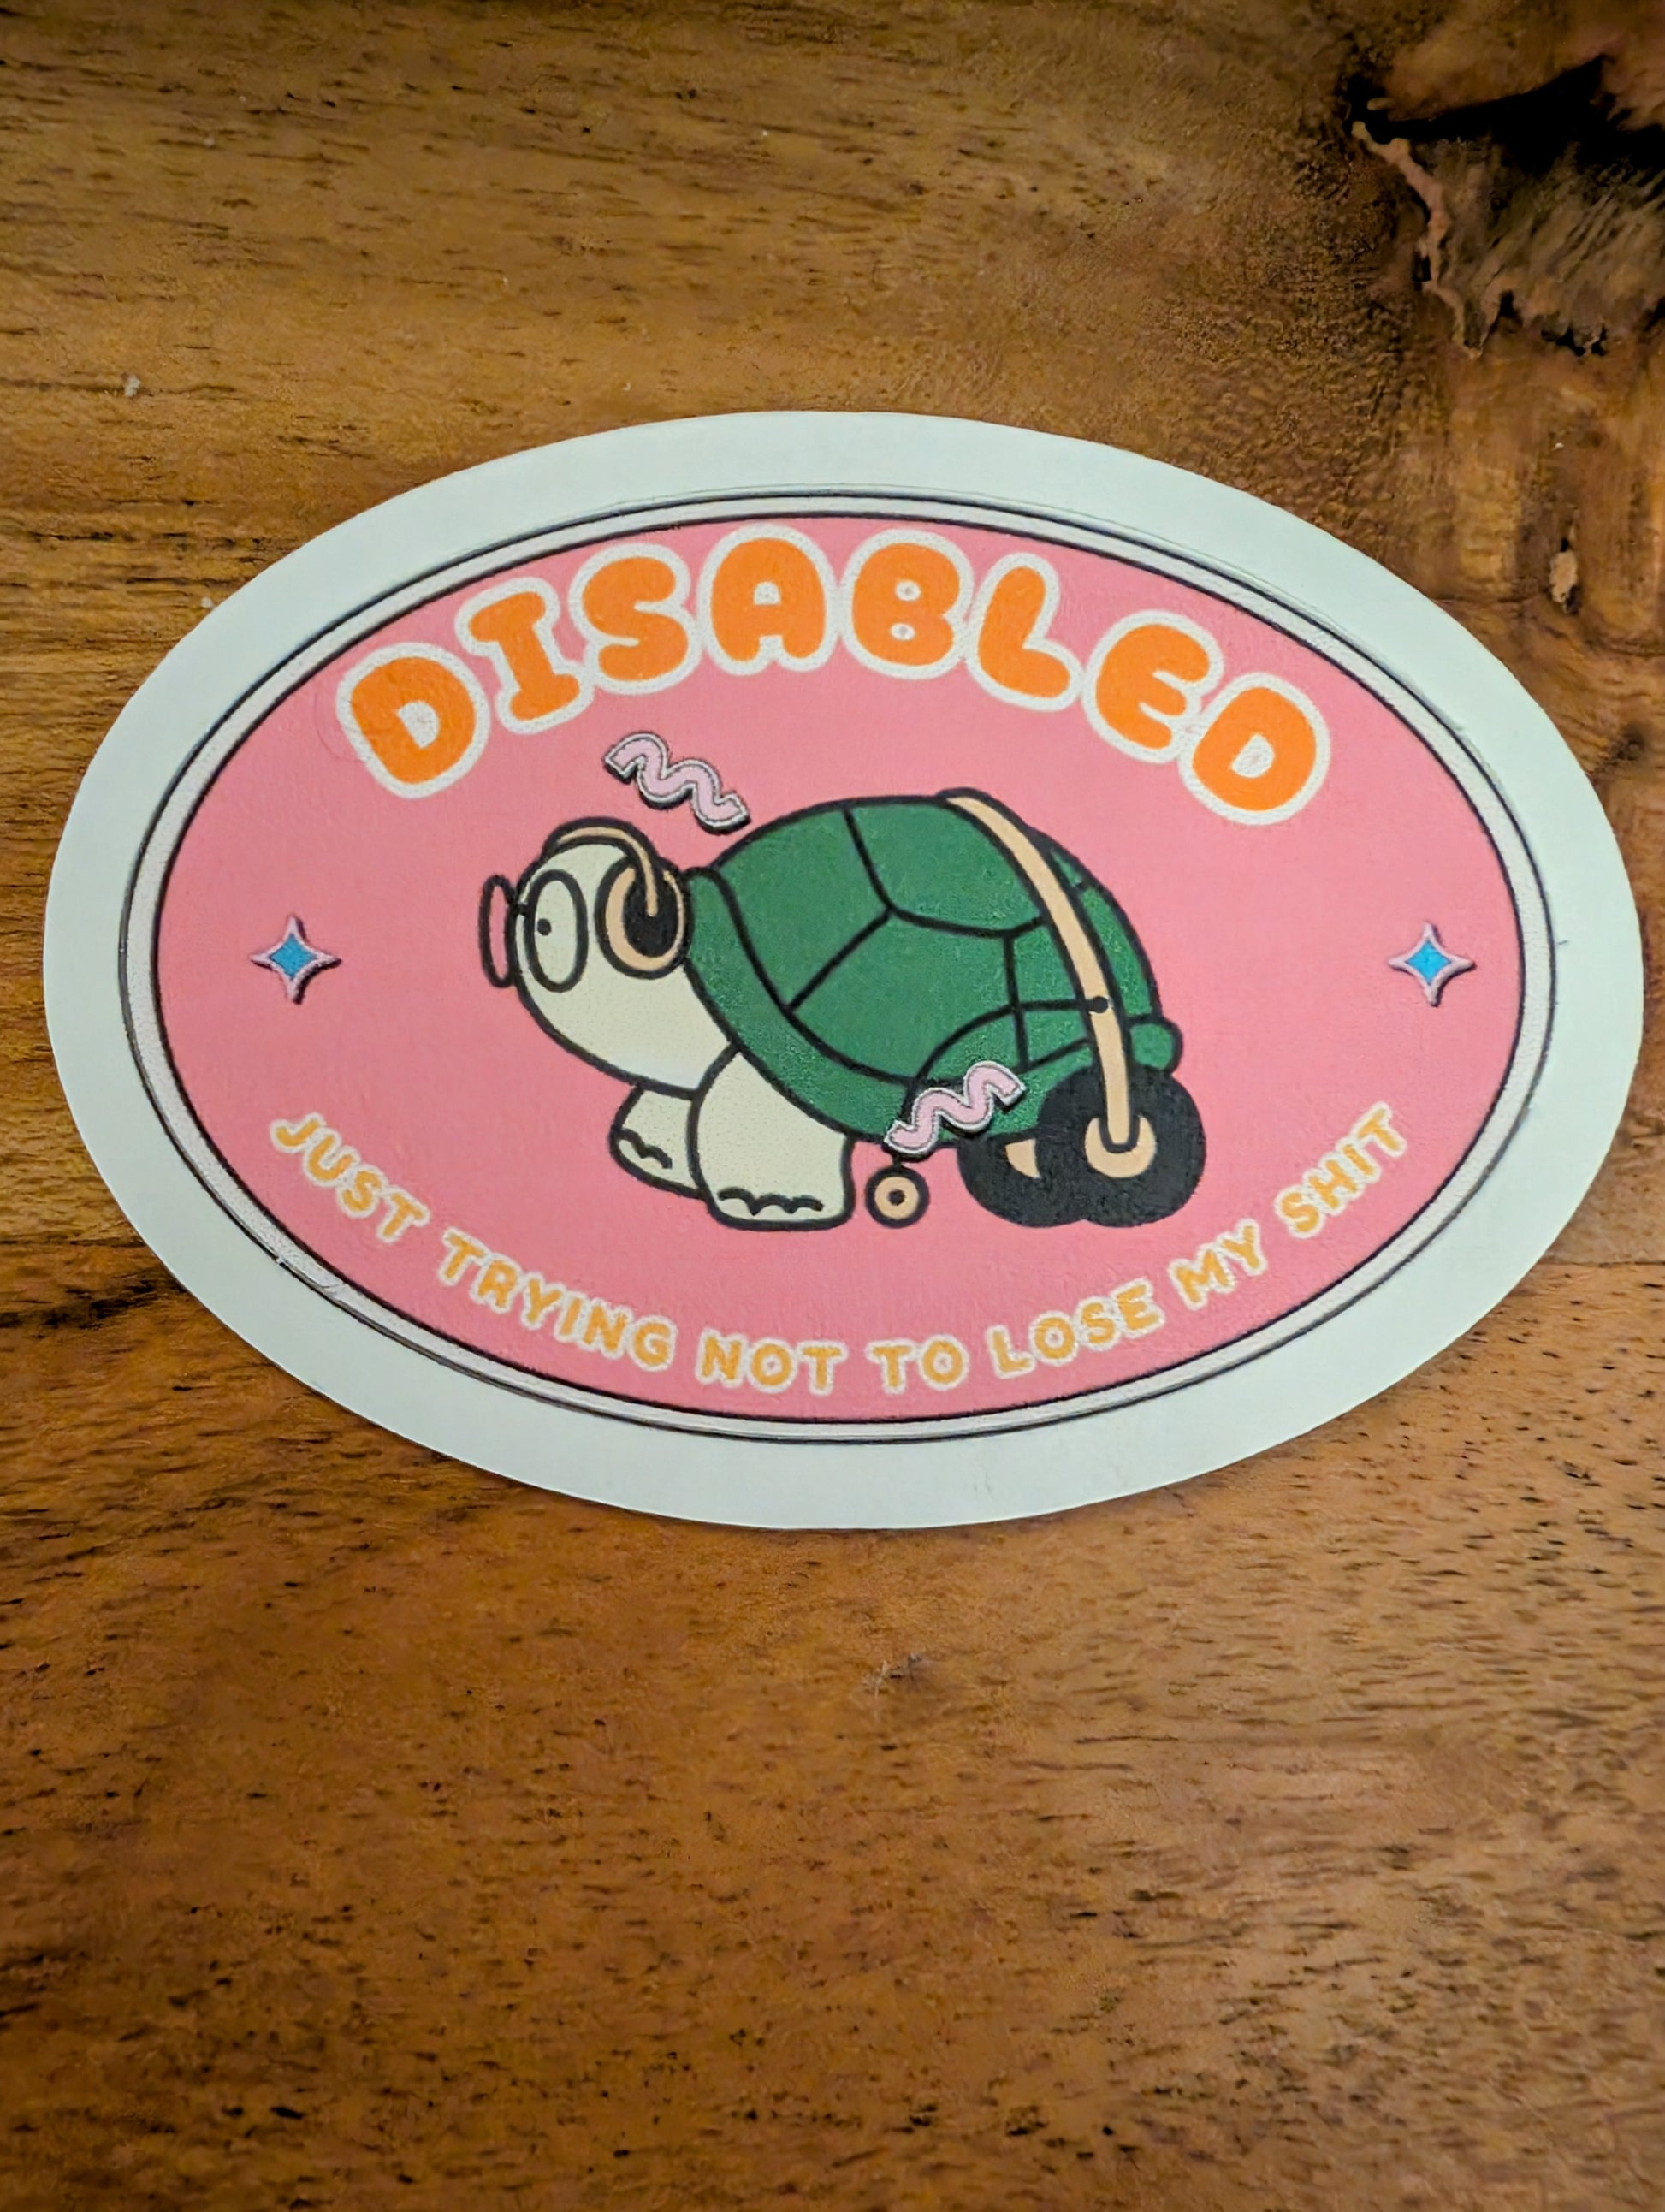 DISABLED
JUST TRYING NOT TO LOSE MY SHIT